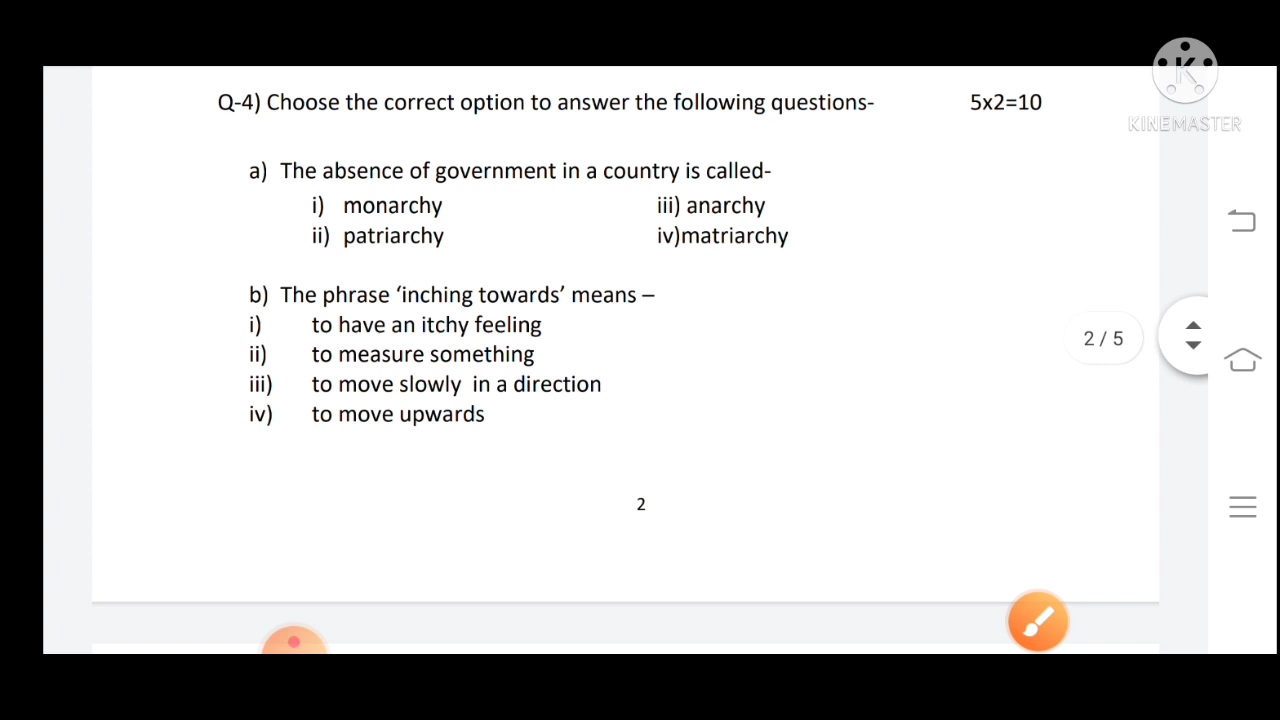 KINEMASTER
Q-4) Choose the correct option to answer the following questions- 5x2=10
a) The absence of government in a country is called-
i) monarchy iii) anarchy
ii) patriarchy iv)matriarchy
b) The phrase ‘inching towards’ means –
i) to have an itchy feeling
ii) to measure something
iii) to move slowly in a direction
iv) to move upwards
2 / 5
2